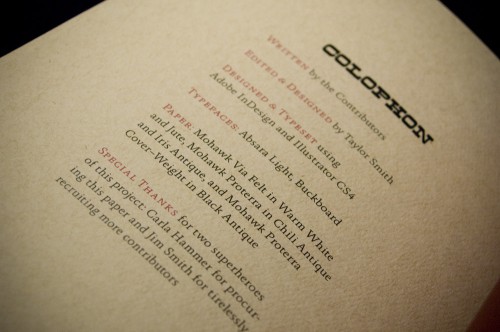 COLOPHON
WRITTEN by the Contributors
EDITED & DESIGNED by Taylor Smith
DESIGNED & TYPESET using
Adobe InDesign and Illustrator CS4
TYPEFACES: Absara Light, Buckboard
PAPER: Mohawk Via Felt in Warm White
and Jute, Mohawk Proterra in Chili Antique
and Iris Antique, and Mohawk Proterra
Cover-Weight in Black Antique
SPECIAL THANKS for two superheroes
of this project: Carla Hammer for procur-
ing this paper and Jim Smith for tirelessly
recruiting more contributors